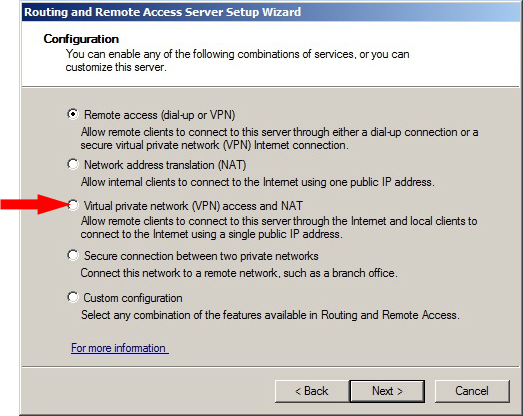 Routing and Remote Access Server Setup Wizard
Configuration
You can enable any of the following combinations of services, or you can
customize this server.
Remote access (dial-up or VPN)
Allow remote clients to connect to this server through either a dial-up connection or a
secure virtual private network (VPN) Internet connection.
Network address translation (NAT)
Allow internal clients to connect to the Internet using one public IP address.
Virtual private network (VPN) access and NAT
Allow remote clients to connect to this server through the Internet and local clients to
connect to the Internet using a single public IP address.
Secure connection between two private networks
Connect this network to a remote network, such as a branch office.
Custom configuration
Select any combination of the features available in Routing and Remote Access.
For more information
< Back
Next >
Cancel